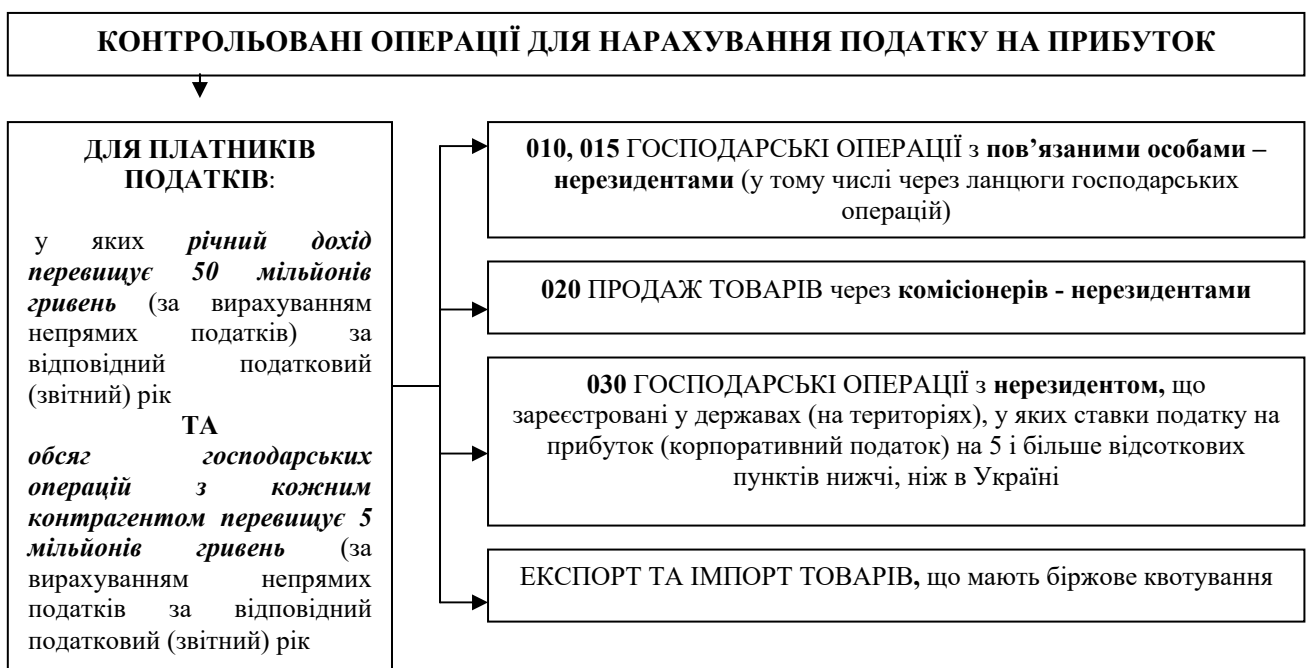 КОНТРОЛЬОВАНІ ОПЕРАЦІЇ ДЛЯ НАРАХУВАННЯ ПОДАТКУ НА ПРИБУТОК
ДЛЯ ПЛАТНИКІВ
ПОДАТКІВ:
у яких річний дохід
перевищує 50 мільйонів
гривень (за вирахуванням
непрямих податків) за
відповідний податковий
(звітний) рік
ТА
обсяг господарських
операцій з кожним
контрагентом перевищує 5
мільйонів гривень (за
вирахуванням непрямих
податків за відповідний
податковий (звітний) рік
010, 015 ГОСПОДАРСЬКІ ОПЕРАЦІЇ з пов’язаними особами –
нерезидентами (у тому числі через ланцюги господарських
операцій)
020 ПРОДАЖ ТОВАРІВ через комісіонерів - нерезидентами
030 ГОСПОДАРСЬКІ ОПЕРАЦІЇ з нерезидентом, що
зареєстровані у державах (на територіях), у яких ставки податку на
прибуток (корпоративний податок) на 5 і більше відсоткових
пунктів нижчі, ніж в Україні
ЕКСПОРТ ТА ІМПОРТ ТОВАРІВ, що мають біржове квотування